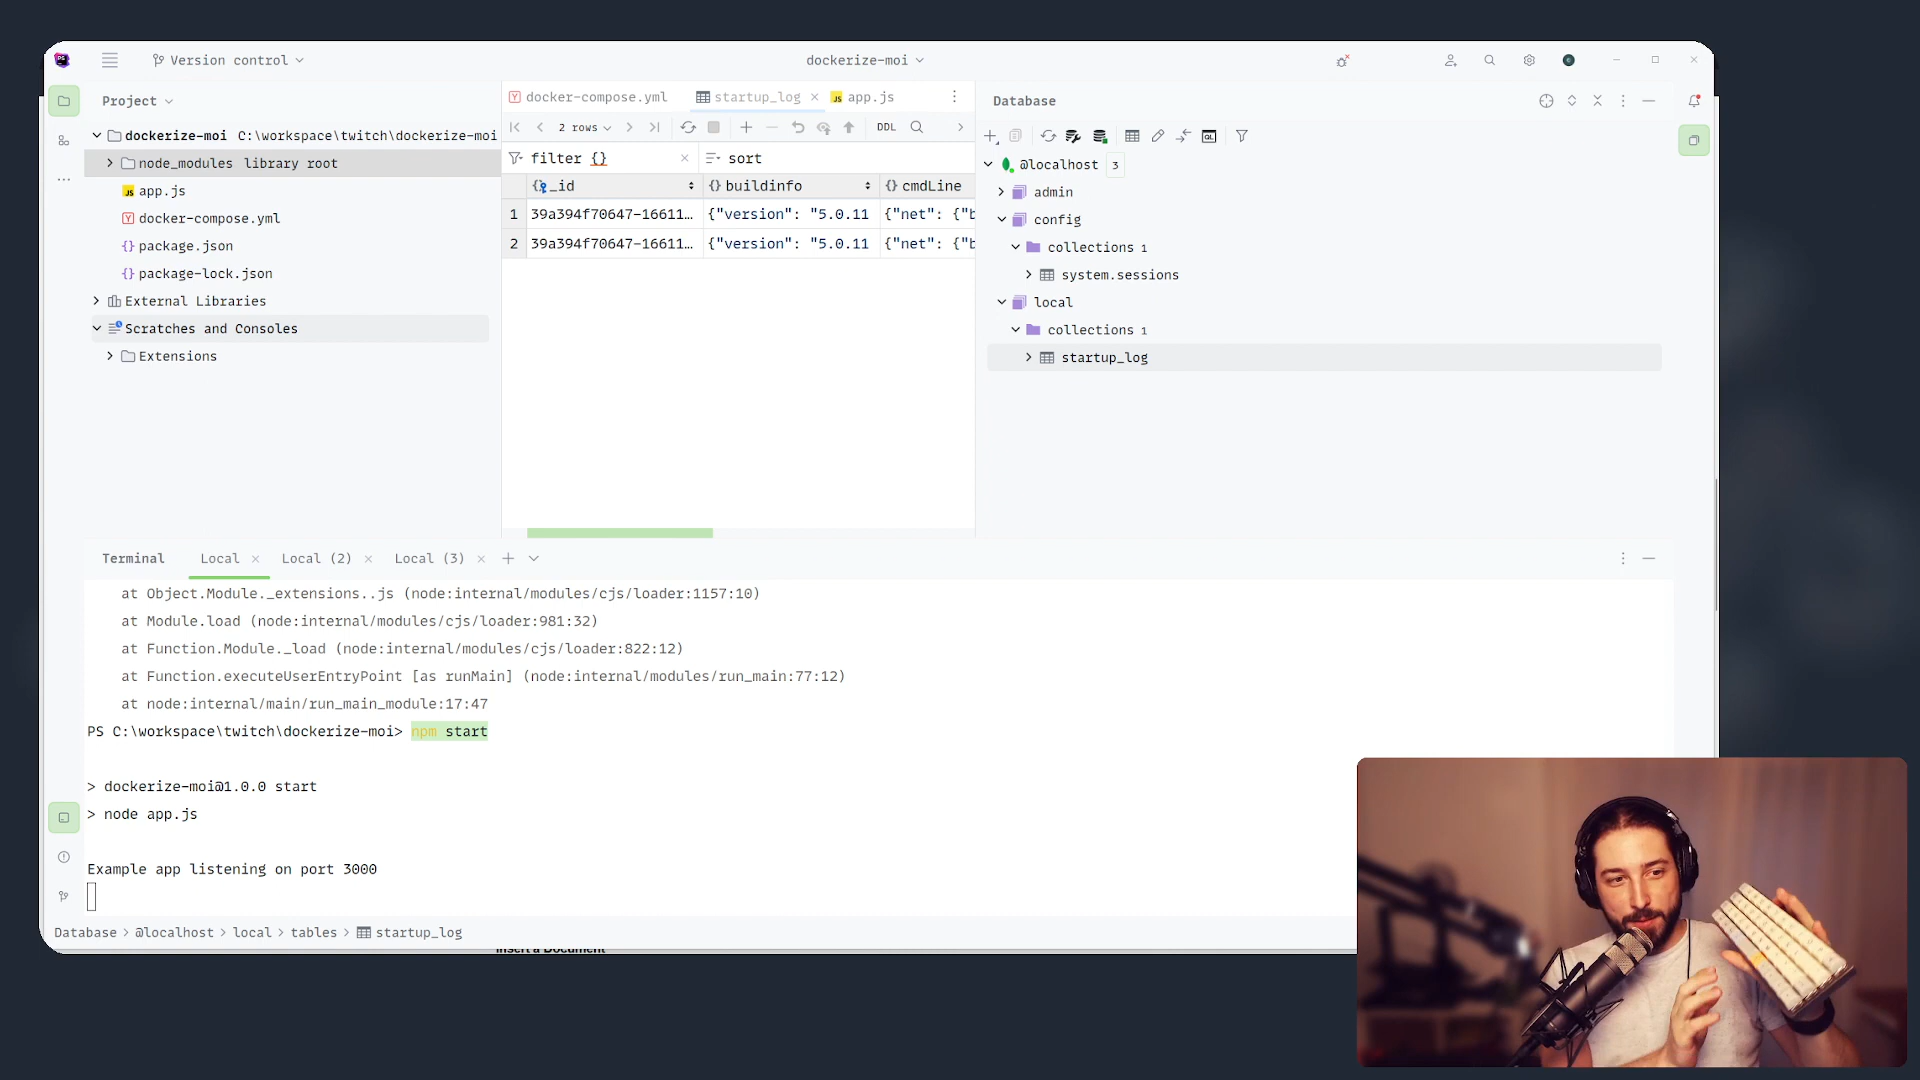 PS
Version control
dockerize-moi
Project
dockerize-moi C:\workspace\twitch\dockerize-moi
node_modules library root
JS app.js
Y docker-compose.yml
{} package.json
{} package-lock.json
External Libraries
Scratches and Consoles
Extensions
Y docker-compose.yml
startup_log ×
JS app.js
2 rows
DDL
filter {}
sort
_id
{} buildinfo
{} cmdLine
1 39a394f70647-16611… {"version": "5.0.11 {"net": {"b
2 39a394f70647-16611… {"version": "5.0.11 {"net": {"b
Database
QL
@localhost 3
admin
config
collections 1
system.sessions
local
collections 1
startup_log
Terminal
Local ×
Local (2) ×
Local (3) ×
at Object.Module._extensions..js (node:internal/modules/cjs/loader:1157:10)
at Module.load (node:internal/modules/cjs/loader:981:32)
at Function.Module._load (node:internal/modules/cjs/loader:822:12)
at Function.executeUserEntryPoint [as runMain] (node:internal/modules/run_main:77:12)
at node:internal/main/run_main_module:17:47
PS C:\workspace\twitch\dockerize-moi> npm start
> dockerize-moi@1.0.0 start
> node app.js
Example app listening on port 3000
Database > @localhost > local > tables > startup_log
Insert a Document